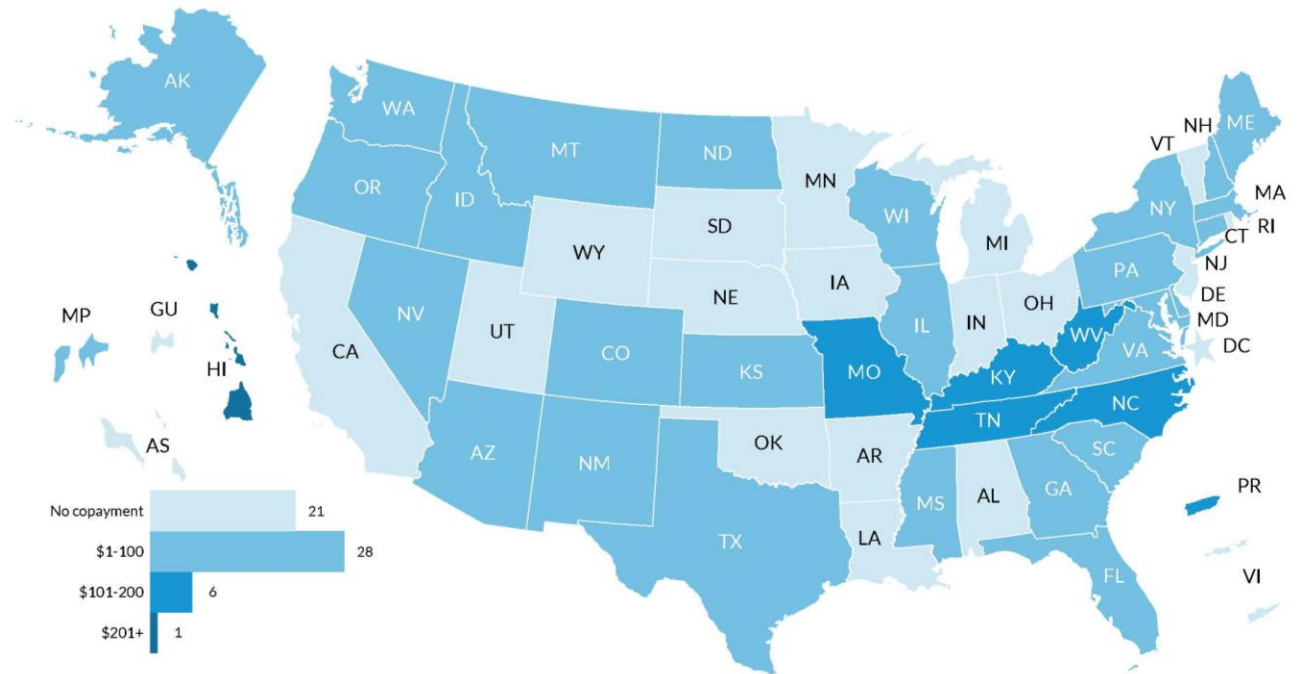 AK
WA
MT
ND
MN
VT
NH
ME
OR
ID
WY
SD
WI
MI
NY
MA
RI
CT
MP
GU
HI
NV
UT
NE
IA
PA
NJ
CA
CO
KS
MO
IL
IN
OH
WV
VA
DE
MD
DC
KY
NC
TN
AS
AZ
NM
OK
AR
SC
MS
AL
GA
PR
TX
LA
FL
VI
No copayment 21
$1-100 28
$101-200 6
$201+ 1